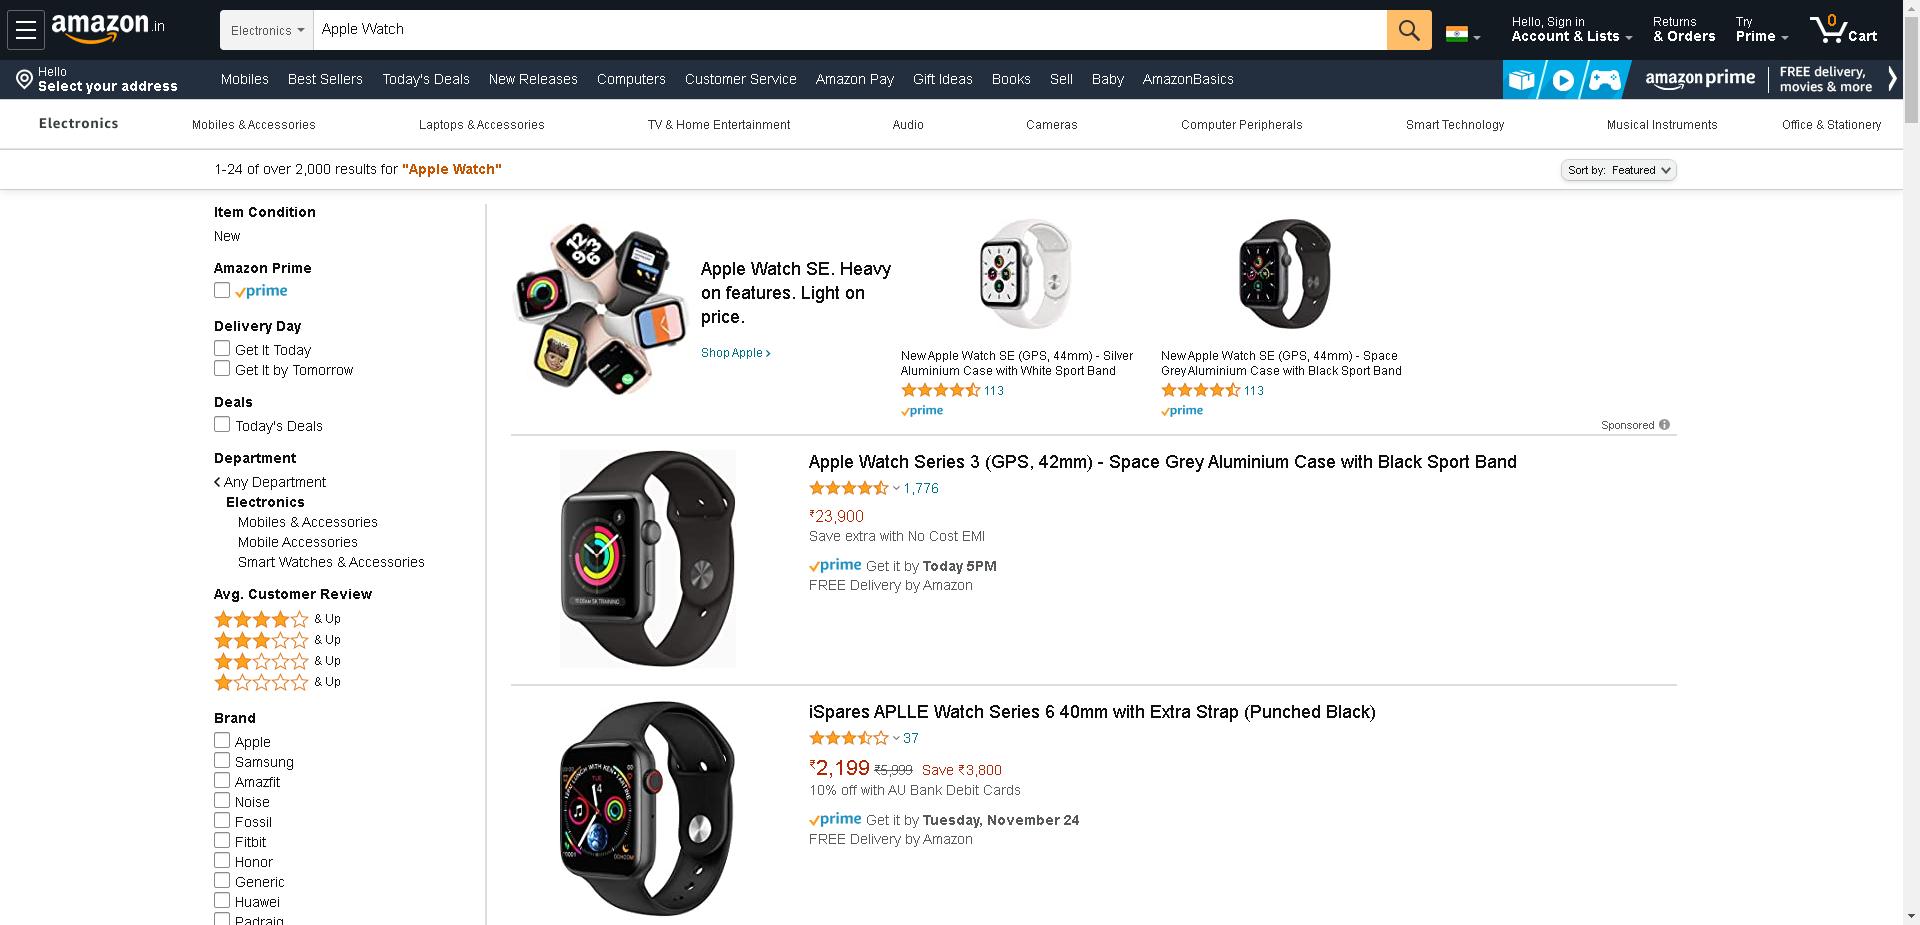 amazon.in
Electronics
Apple Watch
Hello, Sign in
Account & Lists
Returns
& Orders
Try
Prime
0
Cart
Hello
Select your address
Mobiles
Best Sellers
Today's Deals
New Releases
Computers
Customer Service
Amazon Pay
Gift Ideas
Books
Sell
Baby
AmazonBasics
amazon prime
FREE delivery,
movies & more
Electronics
Mobiles & Accessories
Laptops & Accessories
TV & Home Entertainment
Audio
Cameras
Computer Peripherals
Smart Technology
Musical Instruments
Office & Stationery
1-24 of over 2,000 results for "Apple Watch"
Sort by: Featured
Item Condition
New
Amazon Prime
prime
Delivery Day
Get It Today
Get It by Tomorrow
Deals
Today's Deals
Department
Any Department
Electronics
Mobiles & Accessories
Mobile Accessories
Smart Watches & Accessories
Avg. Customer Review
& Up
& Up
& Up
& Up
Brand
Apple
Samsung
Amazfit
Noise
Fossil
Fitbit
Honor
Generic
Huawei
Padraig
Apple Watch SE. Heavy
on features. Light on
price.
Shop Apple
New Apple Watch SE (GPS, 44mm) - Silver
Aluminium Case with White Sport Band
113
prime
New Apple Watch SE (GPS, 44mm) - Space
Grey Aluminium Case with Black Sport Band
113
prime
Sponsored
Apple Watch Series 3 (GPS, 42mm) - Space Grey Aluminium Case with Black Sport Band
1,776
₹23,900
Save extra with No Cost EMI
prime Get it by Today 5PM
FREE Delivery by Amazon
iSpares APLLE Watch Series 6 40mm with Extra Strap (Punched Black)
37
₹2,199 ₹5,999 Save ₹3,800
10% off with AU Bank Debit Cards
prime Get it by Tuesday, November 24
FREE Delivery by Amazon